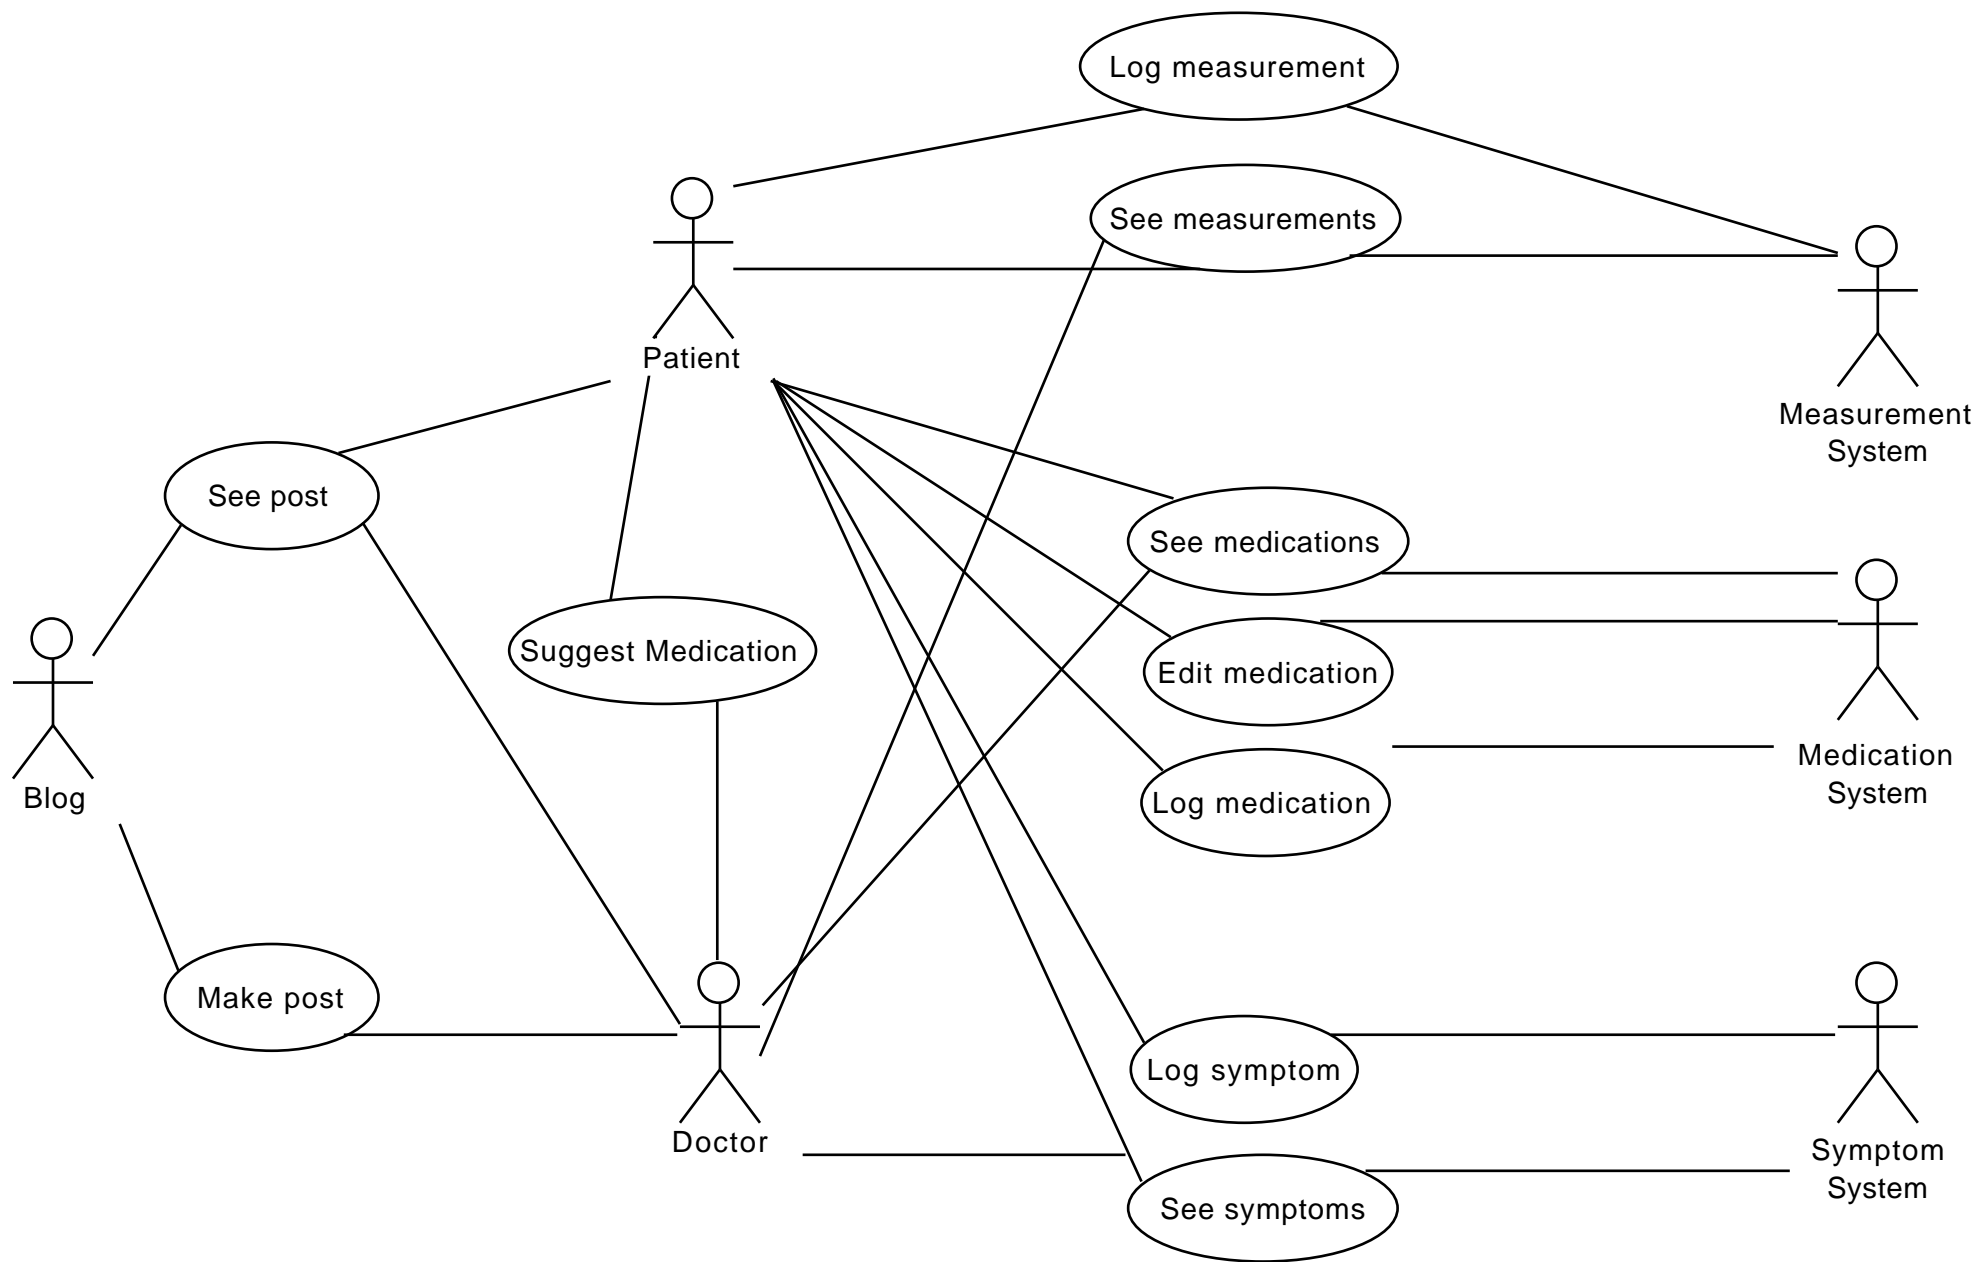 Log measurement
See measurements
Patient
Measurement
System
See post
See medications
Suggest Medication
Edit medication
Medication
System
Blog
Log medication
Make post
Log symptom
Doctor
Symptom
System
See symptoms